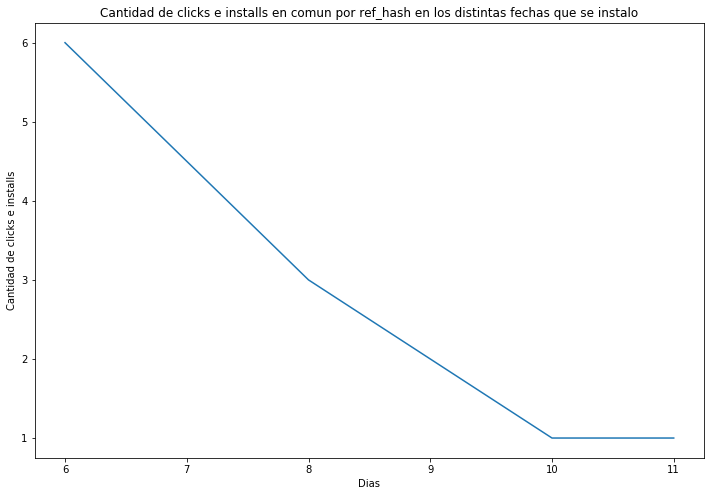 Cantidad de clicks e installs en comun por ref_hash en los distintas fechas que se instalo
Cantidad de clicks e installs
6
5
4
3
2
1
6 7 8 9 10 11
Dias